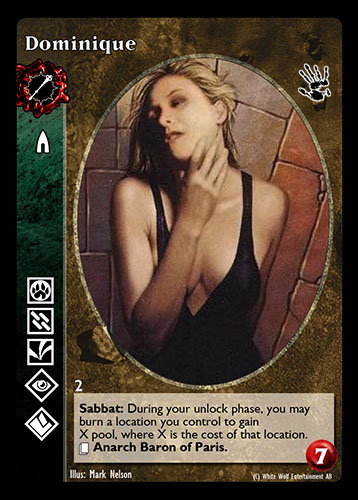 Dominique
2
Sabbat: During your unlock phase, you may
burn a location you control to gain
X pool, where X is the cost of that location.
Anarch Baron of Paris.
7
Illus: Mark Nelson
(C) White Wolf Entertainment AB